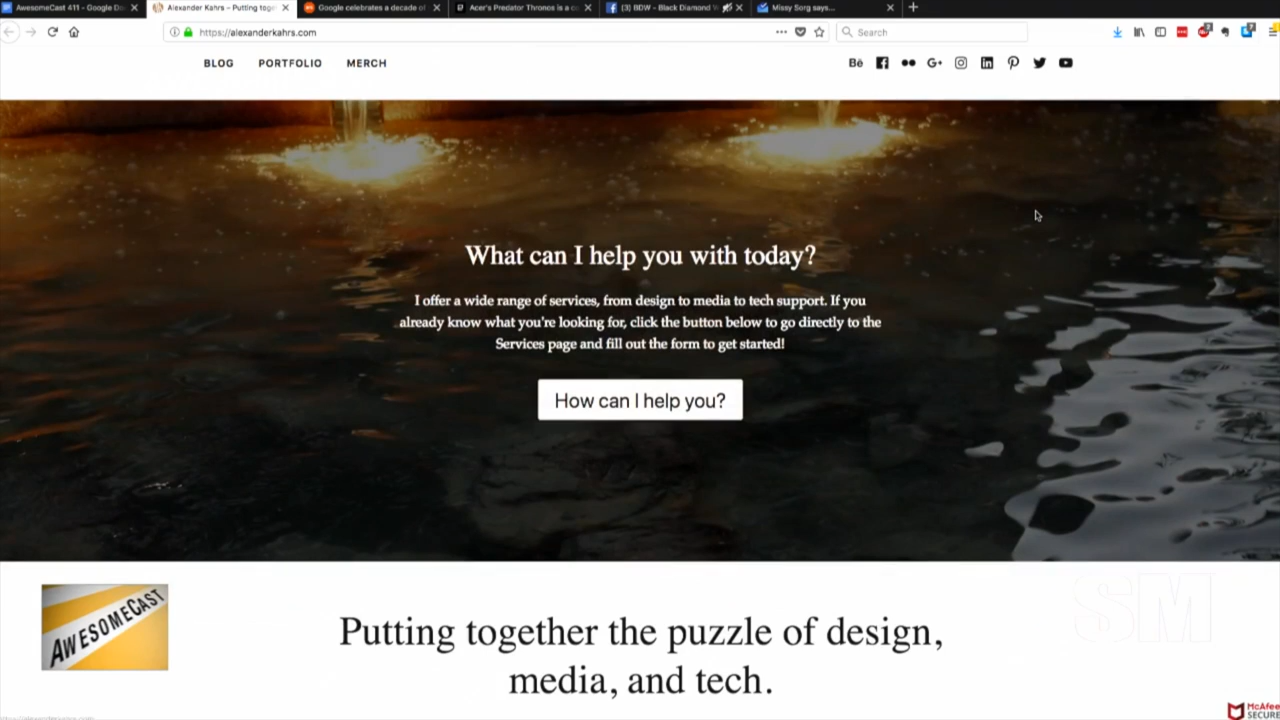 AwesomeCast 411 - Google Do
Alexander Kahrs – Putting toge
Google celebrates a decade of
Acer's Predator Thronos is a c
(3) BDW - Black Diamond W
Missy Sorg says...
https://alexanderkahrs.com
Search
BLOG PORTFOLIO MERCH
What can I help you with today?
I offer a wide range of services, from design to media to tech support. If you
already know what you're looking for, click the button below to go directly to the
Services page and fill out the form to get started!
How can I help you?
AWESOMECAST
SM
Putting together the puzzle of design,
media, and tech.
McAfee
SECURE